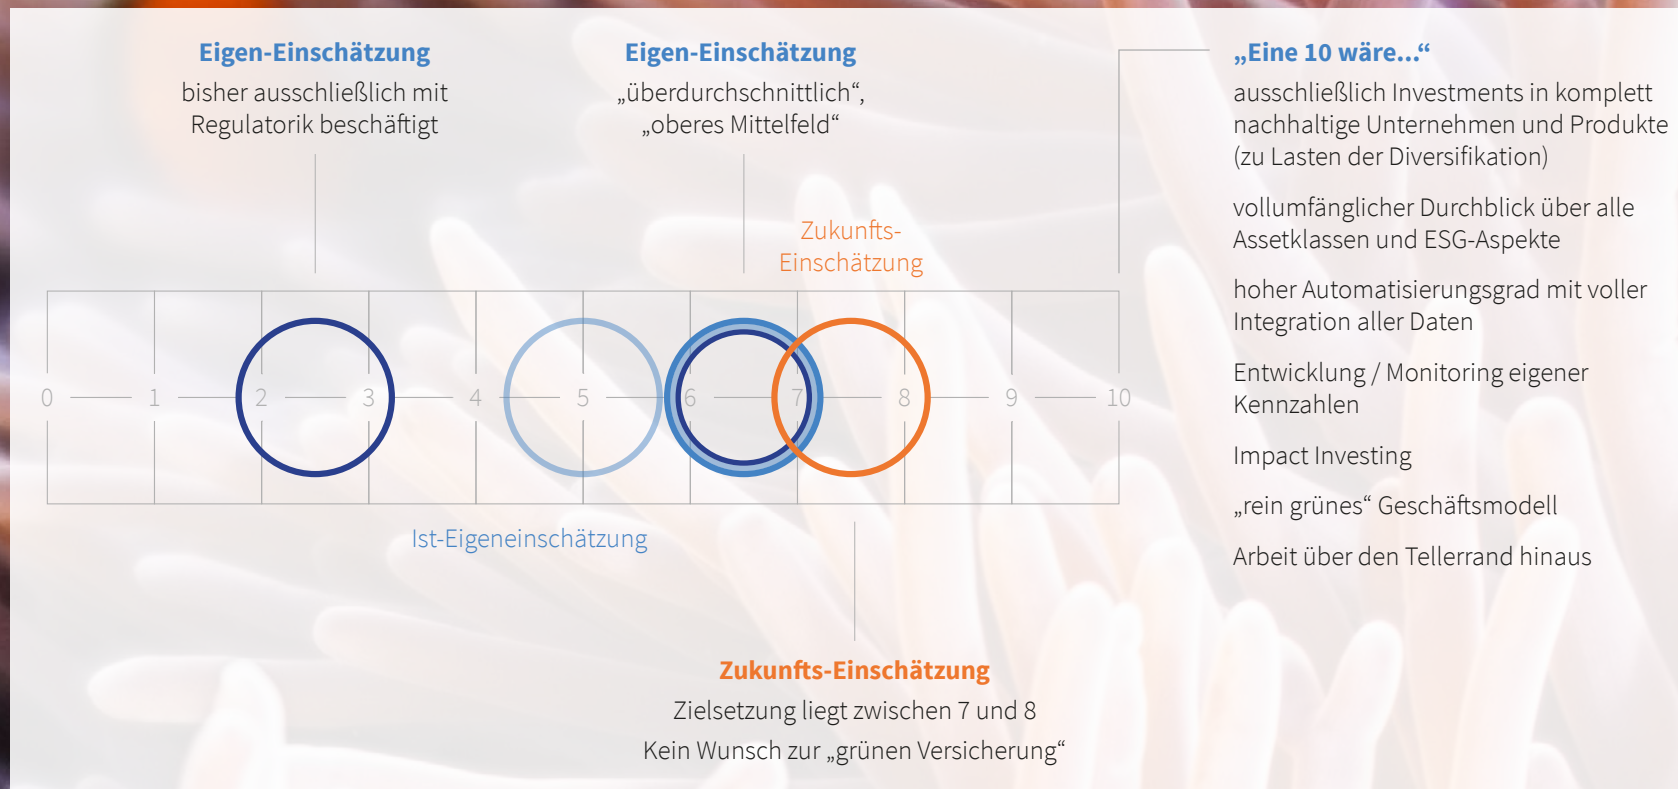 Eigen-Einschätzung
bisher ausschließlich mit
Regulatorik beschäftigt
Eigen-Einschätzung
„überdurchschnittlich“,
„oberes Mittelfeld“
Zukunfts-
Einschätzung
0 1 2 3 4 5 6 7 8 9 10
Ist-Eigeneinschätzung
Zukunfts-Einschätzung
Zielsetzung liegt zwischen 7 und 8
Kein Wunsch zur „grünen Versicherung“
„Eine 10 wäre...“
ausschließlich Investments in komplett
nachhaltige Unternehmen und Produkte
(zu Lasten der Diversifikation)
vollumfänglicher Durchblick über alle
Assetklassen und ESG-Aspekte
hoher Automatisierungsgrad mit voller
Integration aller Daten
Entwicklung / Monitoring eigener
Kennzahlen
Impact Investing
„rein grünes“ Geschäftsmodell
Arbeit über den Tellerrand hinaus